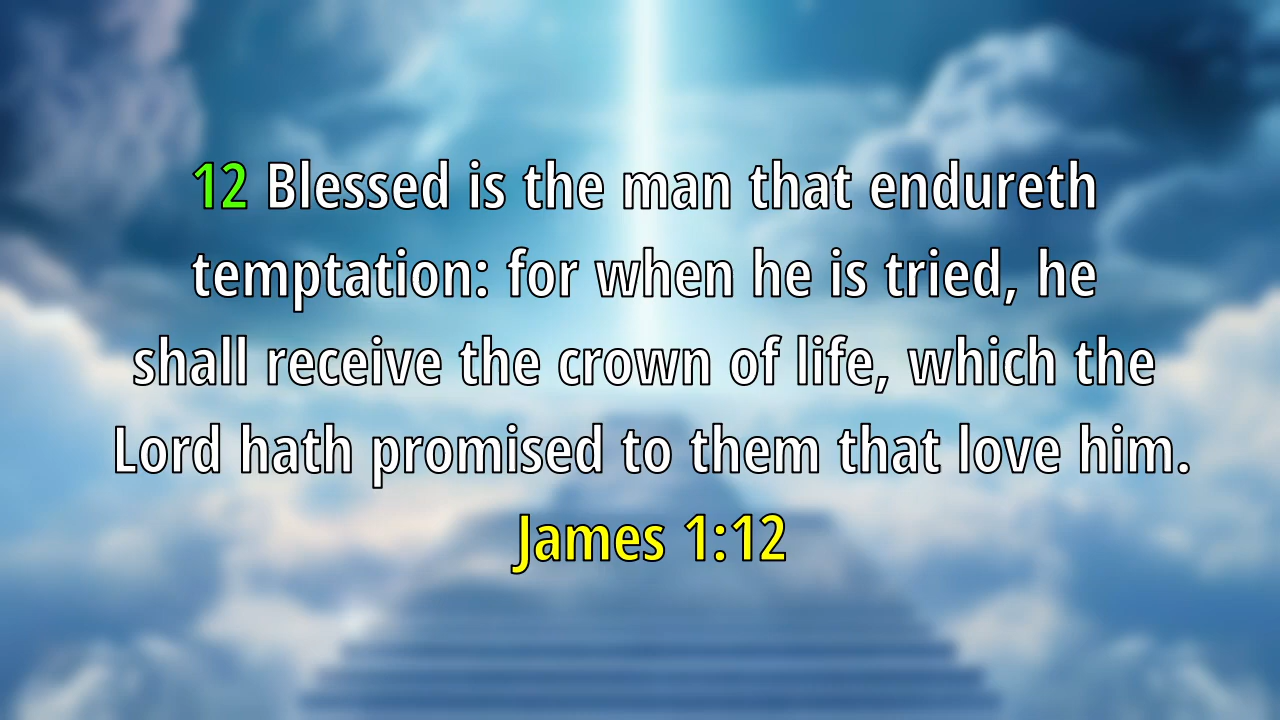 12 Blessed is the man that endureth
temptation: for when he is tried, he
shall receive the crown of life, which the
Lord hath promised to them that love him.
James 1:12